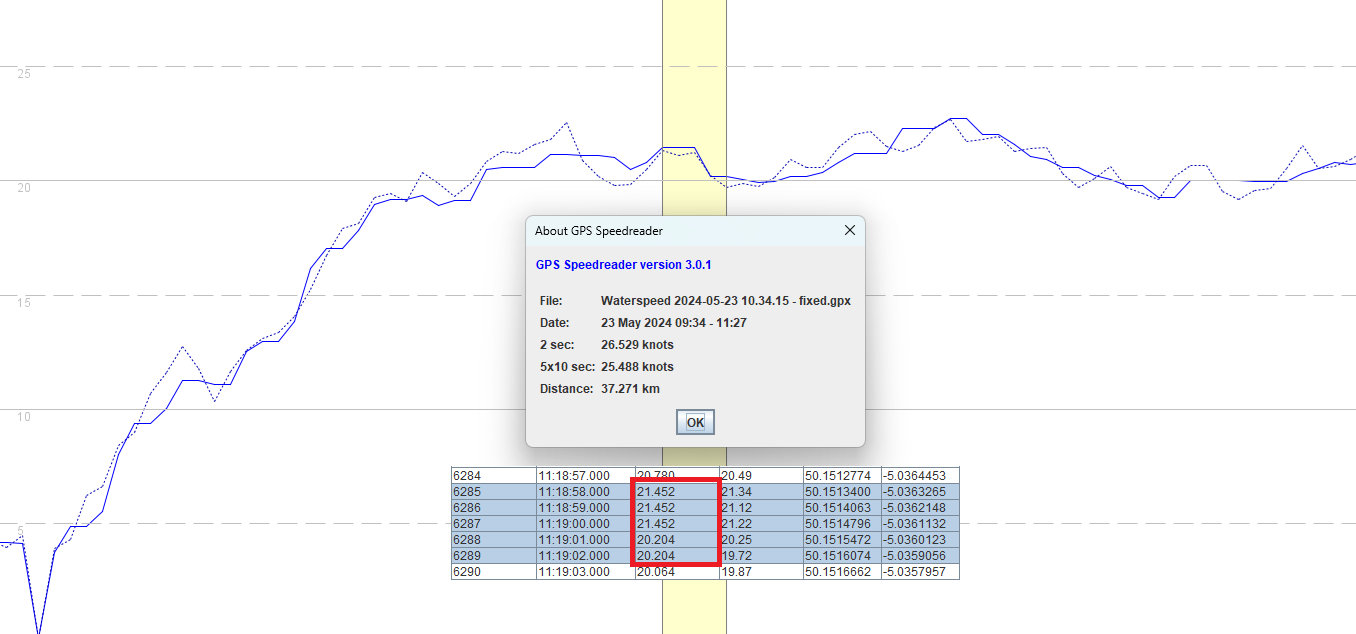 25
20
15
10
5
About GPS Speedreader
GPS Speedreader version 3.0.1
File: Waterspeed 2024-05-23 10.34.15 - fixed.gpx
Date: 23 May 2024 09:34 - 11:27
2 sec: 26.529 knots
5x10 sec: 25.488 knots
Distance: 37.271 km
OK
6284 11:18:57.000 20.780 20.49 50.1512774 -5.0364453
6285 11:18:58.000 21.452 21.34 50.1513400 -5.0363265
6286 11:18:59.000 21.452 21.12 50.1514063 -5.0362148
6287 11:19:00.000 21.452 21.22 50.1514796 -5.0361132
6288 11:19:01.000 20.204 20.25 50.1515472 -5.0360123
6289 11:19:02.000 20.204 19.72 50.1516074 -5.0359056
6290 11:19:03.000 20.064 19.87 50.1516662 -5.0357957